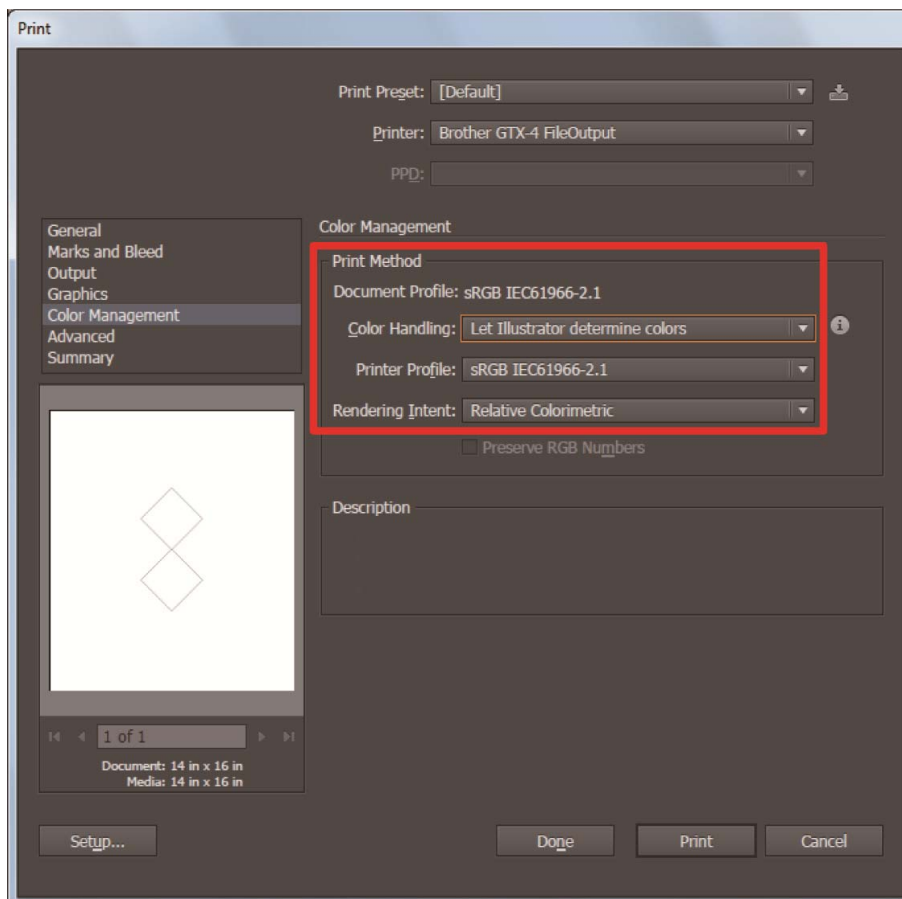 Print
Print Preset: [Default]
Printer: Brother GTX-4 FileOutput
PPD:
General
Marks and Bleed
Output
Graphics
Color Management
Advanced
Summary
Color Management
Print Method
Document Profile: sRGB IEC61966-2.1
Color Handling: Let Illustrator determine colors
Printer Profile: sRGB IEC61966-2.1
Rendering Intent: Relative Colorimetric
Preserve RGB Numbers
Description
1 of 1
Document: 14 in x 16 in
Media: 14 in x 16 in
Setup... Done Print Cancel